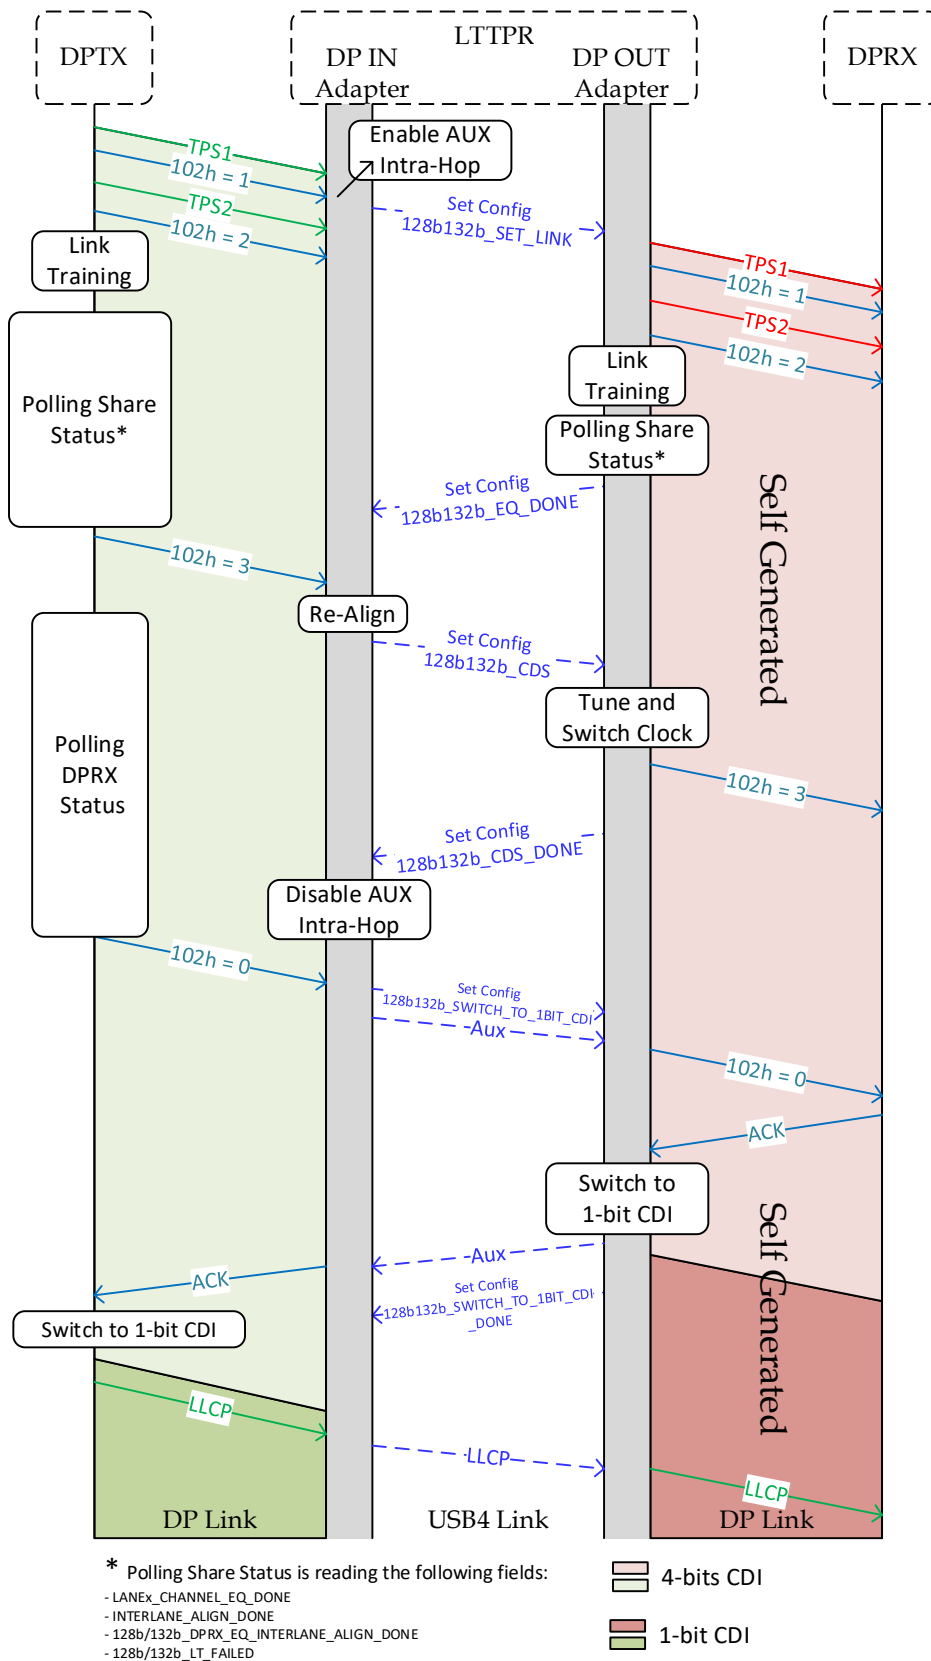 LTTPR
DPTX
DP IN
Adapter
DP OUT
Adapter
DPRX
Enable AUX
Intra-Hop
TPS1
102h = 1
TPS2
102h = 2
Set Config
128b132b_SET_LINK
Link
Training
TPS1
102h = 1
TPS2
102h = 2
Polling Share
Status*
Link
Training
Polling Share
Status*
Set Config
128b132b_EQ_DONE
Self Generated
102h = 3
Re-Align
Set Config
128b132b_CDS
Tune and
Switch Clock
Polling
DPRX
Status
102h = 3
Set Config
128b132b_CDS_DONE
Disable AUX
Intra-Hop
102h = 0
Set Config
128b132b_SWITCH_TO_1BIT_CDI
Aux
102h = 0
ACK
Switch to
1-bit CDI
Self Generated
Aux
ACK
Set Config
128b132b_SWITCH_TO_1BIT_CDI
_DONE
Switch to 1-bit CDI
LLCP
LLCP
LLCP
DP Link
USB4 Link
DP Link
* Polling Share Status is reading the following fields:
- LANEx_CHANNEL_EQ_DONE
- INTERLANE_ALIGN_DONE
- 128b/132b_DPRX_EQ_INTERLANE_ALIGN_DONE
- 128b/132b_LT_FAILED
4-bits CDI
1-bit CDI